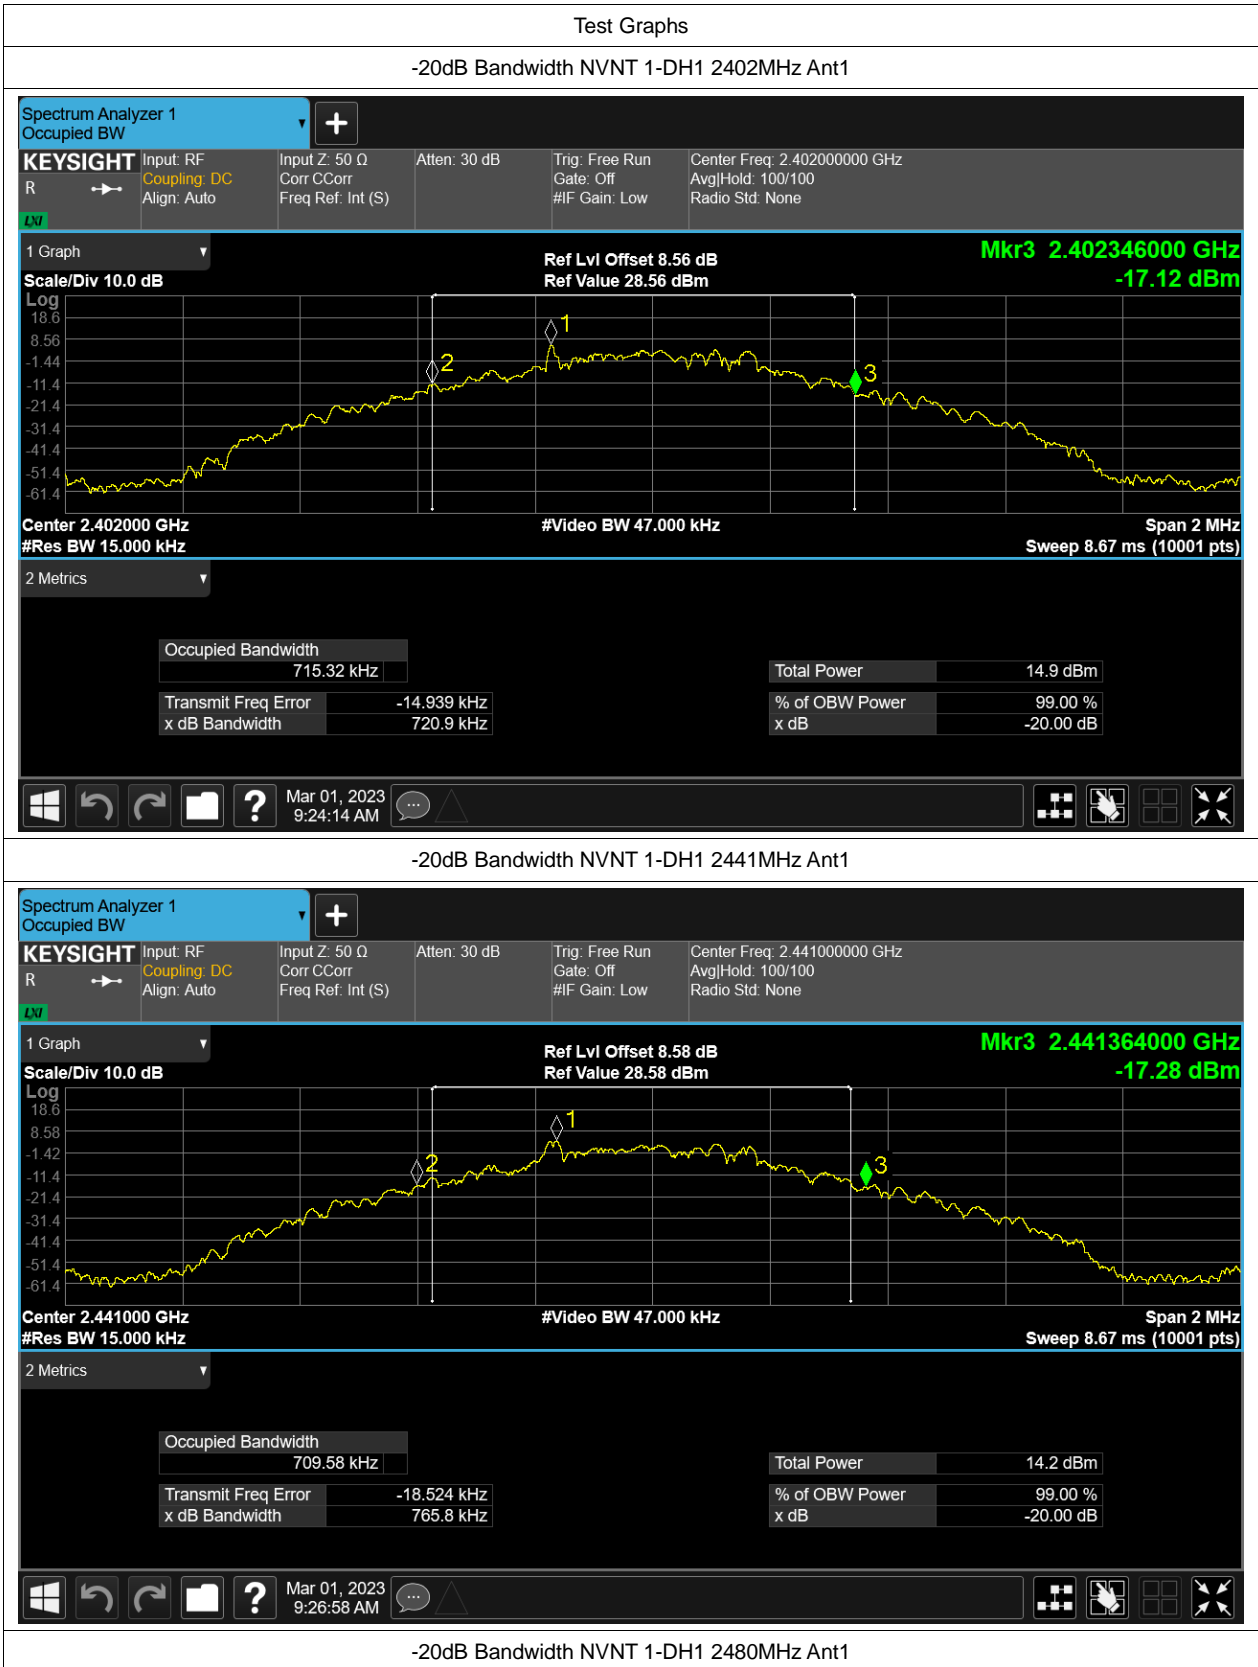 Test Graphs
-20dB Bandwidth NVNT 1-DH1 2402MHz Ant1
Spectrum Analyzer 1
Occupied BW
KEYSIGHT Input: RF Input Z: 50 Ω Atten: 30 dB Trig: Free Run Center Freq: 2.402000000 GHz
R Coupling: DC Corr CCorr Gate: Off Avg|Hold: 100/100
Align: Auto Freq Ref: Int (S) #IF Gain: Low Radio Std: None
LXI
1 Graph Ref Lvl Offset 8.56 dB Mkr3 2.402346000 GHz
Scale/Div 10.0 dB Ref Value 28.56 dBm -17.12 dBm
Log
18.6
8.56
-1.44
-11.4
-21.4
-31.4
-41.4
-51.4
-61.4
1
2
3
Center 2.402000 GHz #Video BW 47.000 kHz Span 2 MHz
#Res BW 15.000 kHz Sweep 8.67 ms (10001 pts)
2 Metrics
Occupied Bandwidth
715.32 kHz Total Power 14.9 dBm
Transmit Freq Error -14.939 kHz % of OBW Power 99.00 %
x dB Bandwidth 720.9 kHz x dB -20.00 dB
Mar 01, 2023
9:24:14 AM
-20dB Bandwidth NVNT 1-DH1 2441MHz Ant1
Spectrum Analyzer 1
Occupied BW
KEYSIGHT Input: RF Input Z: 50 Ω Atten: 30 dB Trig: Free Run Center Freq: 2.441000000 GHz
R Coupling: DC Corr CCorr Gate: Off Avg|Hold: 100/100
Align: Auto Freq Ref: Int (S) #IF Gain: Low Radio Std: None
LXI
1 Graph Ref Lvl Offset 8.58 dB Mkr3 2.441364000 GHz
Scale/Div 10.0 dB Ref Value 28.58 dBm -17.28 dBm
Log
18.6
8.58
-1.42
-11.4
-21.4
-31.4
-41.4
-51.4
-61.4
1
2
3
Center 2.441000 GHz #Video BW 47.000 kHz Span 2 MHz
#Res BW 15.000 kHz Sweep 8.67 ms (10001 pts)
2 Metrics
Occupied Bandwidth
709.58 kHz Total Power 14.2 dBm
Transmit Freq Error -18.524 kHz % of OBW Power 99.00 %
x dB Bandwidth 765.8 kHz x dB -20.00 dB
Mar 01, 2023
9:26:58 AM
-20dB Bandwidth NVNT 1-DH1 2480MHz Ant1